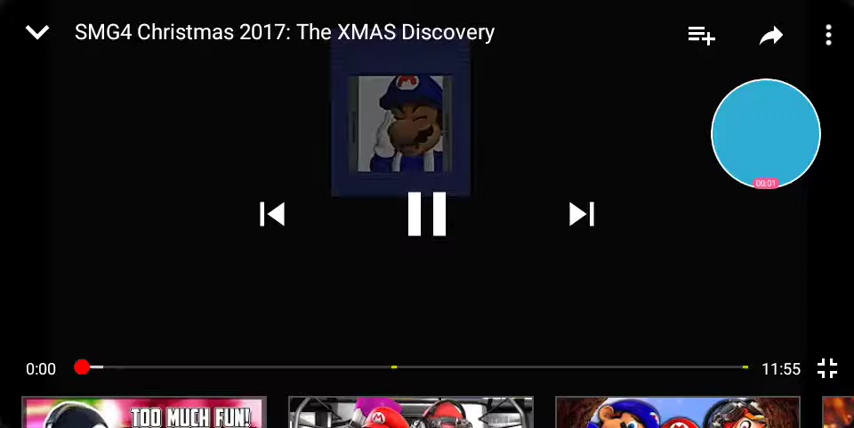 SMG4 Christmas 2017: The XMAS Discovery
00:01
0:00
11:55
TOO MUCH FUN!